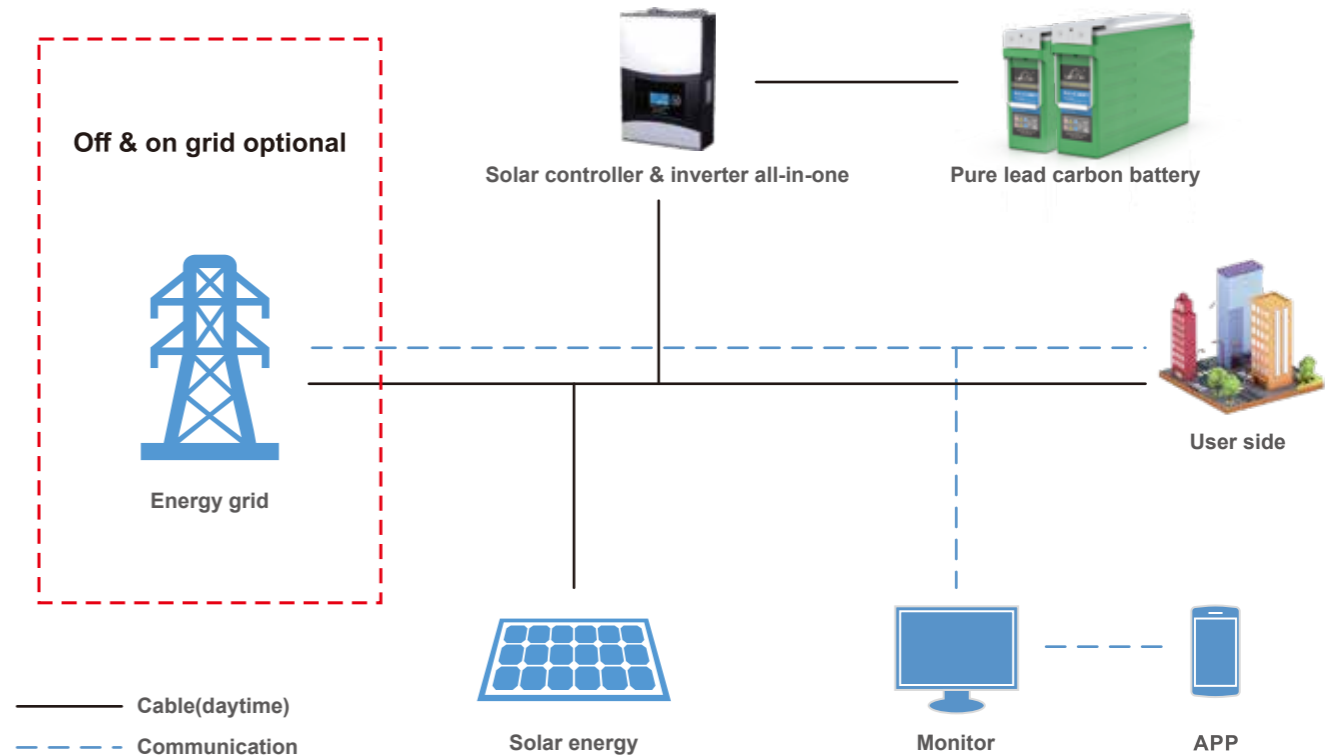 Off & on grid optional
Solar controller & inverter all-in-one
Pure lead carbon battery
User side
Energy grid
Cable(daytime)
Communication
Solar energy
Monitor
APP